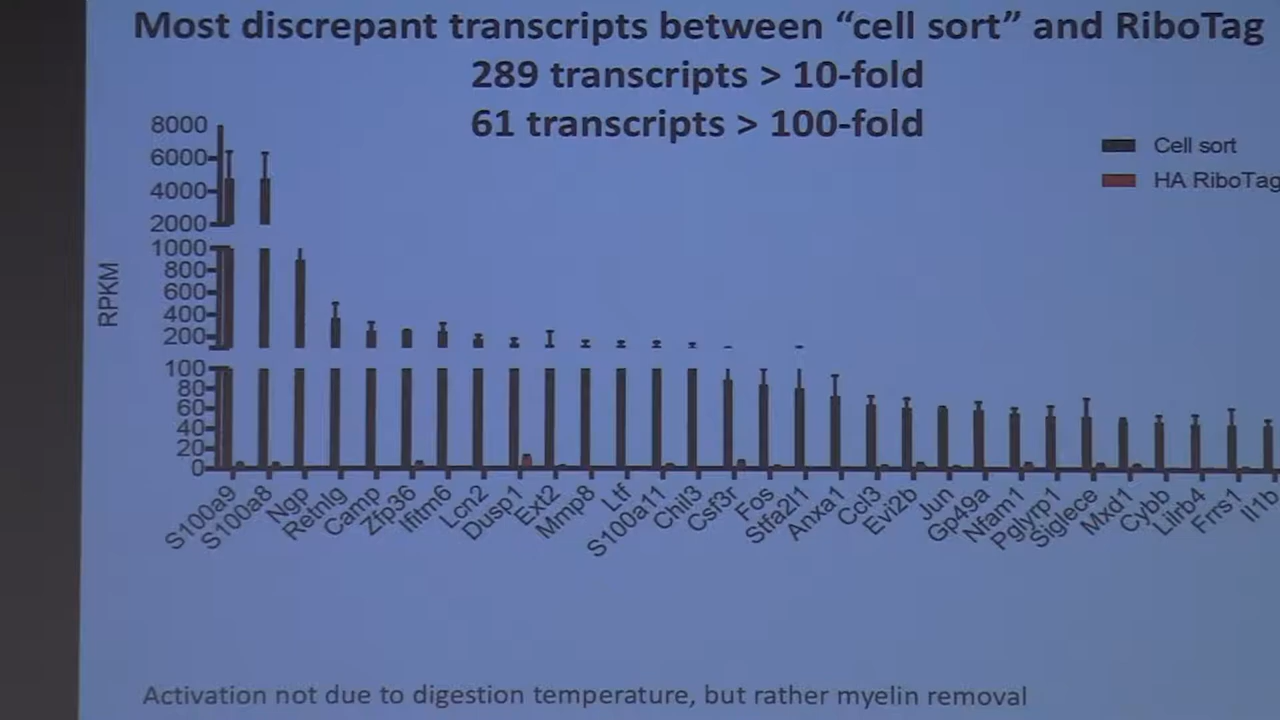 Most discrepant transcripts between “cell sort” and RiboTag
289 transcripts > 10-fold
61 transcripts > 100-fold
8000
6000
4000
2000
1000
800
600
400
200
100
80
60
40
20
0
RPKM
Cell sort
HA RiboTag
S100a9
S100a8
Ngp
Retnlg
Camp
Zfp36
Ifitm6
Lcn2
Dusp1
Ext2
Mmp8
Ltf
S100a11
Chil3
Csf3r
Fos
Stfa2l1
Anxa1
Ccl3
Evi2b
Jun
Gp49a
Nfam1
Pglyrp1
Siglece
Mxd1
Cybb
Lilrb4
Frrs1
Il1b
Activation not due to digestion temperature, but rather myelin removal